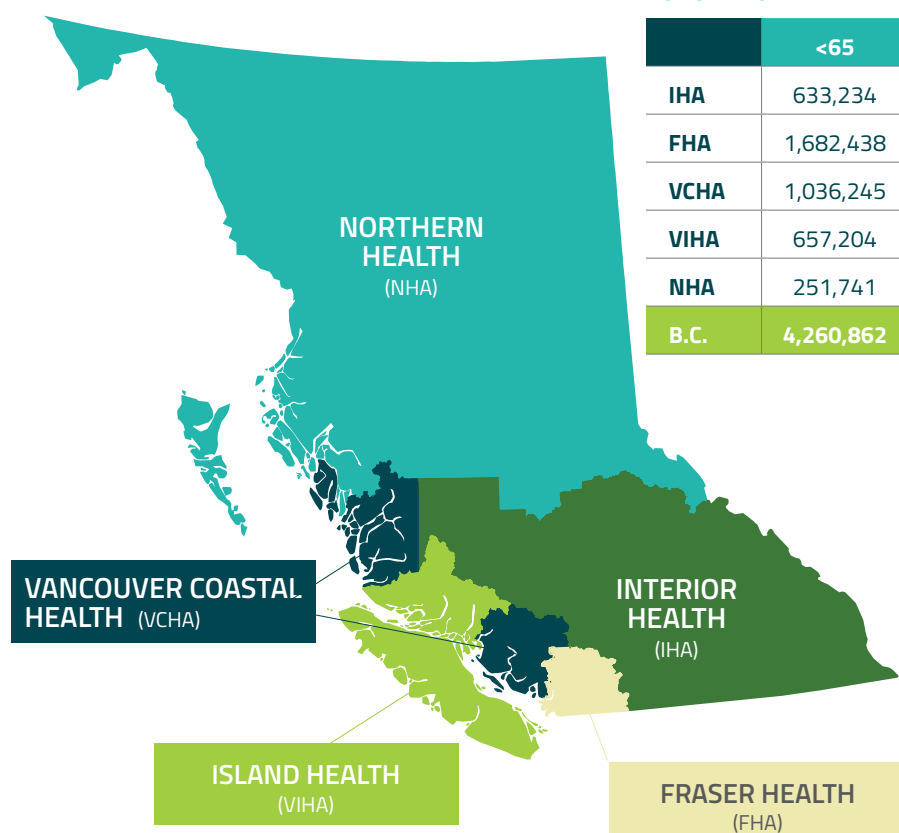 <65
IHA 633,234
FHA 1,682,438
VCHA 1,036,245
VIHA 657,204
NHA 251,741
B.C. 4,260,862
NORTHERN
HEALTH
(NHA)
VANCOUVER COASTAL
HEALTH (VCHA)
INTERIOR
HEALTH
(IHA)
ISLAND HEALTH
(VIHA)
FRASER HEALTH
(FHA)